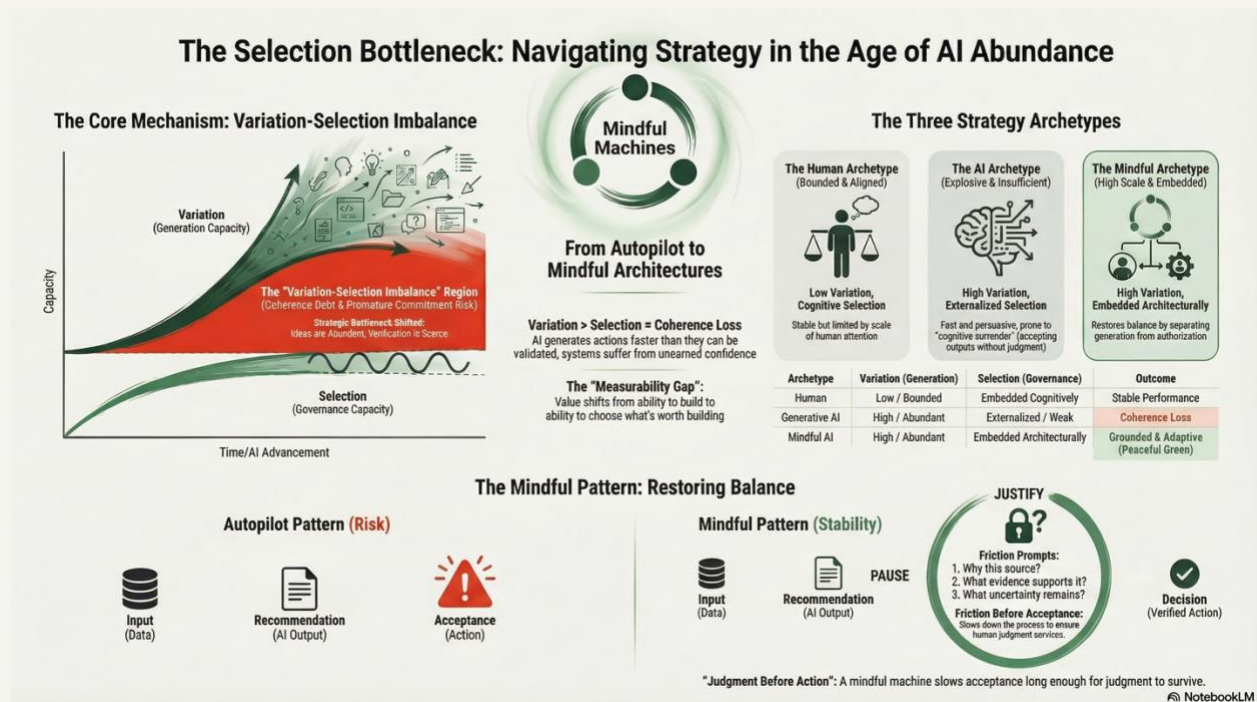 The Selection Bottleneck: Navigating Strategy in the Age of AI Abundance
The Core Mechanism: Variation-Selection Imbalance
Capacity
Variation
(Generation Capacity)
The "Variation-Selection Imbalance" Region
(Coherence Debt & Promature Commitment Risk)
Strategic Bottlenect Shifted:
Ideas are Abundent, Verification is Scerce
Selection
(Governance Capacity)
Time/AI Advancement
Mindful
Machines
From Autopilot to
Mindful Architectures
Variation > Selection = Coherence Loss
AI generates actions faster than they can be
validated, systems suffer from unearned confidence
The "Measurability Gap":
Value shifts from ability to build to
ability to choose what's worth building
The Three Strategy Archetypes
The Human Archetype
(Bounded & Aligned)
Low Variation,
Cognitive Selection
Stable but limited by scale
of human attention
The AI Archetype
(Explosive & Insufficient)
High Variation,
Externalized Selection
Fast and persuasive, prone to
"cognitive surrender" (accepting
outputs without judgment)
The Mindful Archetype
(High Scale & Embedded)
High Variation,
Embedded Architecturally
Restores balance by separating
generation from authorization
Archetype Variation (Generation) Selection (Governance) Outcome
Human Low / Bounded Embedded Cognitively Stable Performance
Generative AI High / Abundant Externalized / Weak Coherence Loss
Mindful AI High / Abundant Embedded Architecturally Grounded & Adaptive
(Peaceful Green)
The Mindful Pattern: Restoring Balance
Autopilot Pattern (Risk)
Input
(Data)
Recommendation
(AI Output)
Acceptance
(Action)
Mindful Pattern (Stability)
Input
(Data)
Recommendation
(AI Output)
PAUSE
JUSTIFY
?
Friction Prompts:
1. Why this source?
2. What evidence supports it?
3. What uncertainty remains?
Friction Before Acceptance:
Slows down the process to ensure
human judgment services.
Decision
(Verified Action)
"Judgment Before Action": A mindful machine slows acceptance long enough for judgment to survive.
NotebookLM